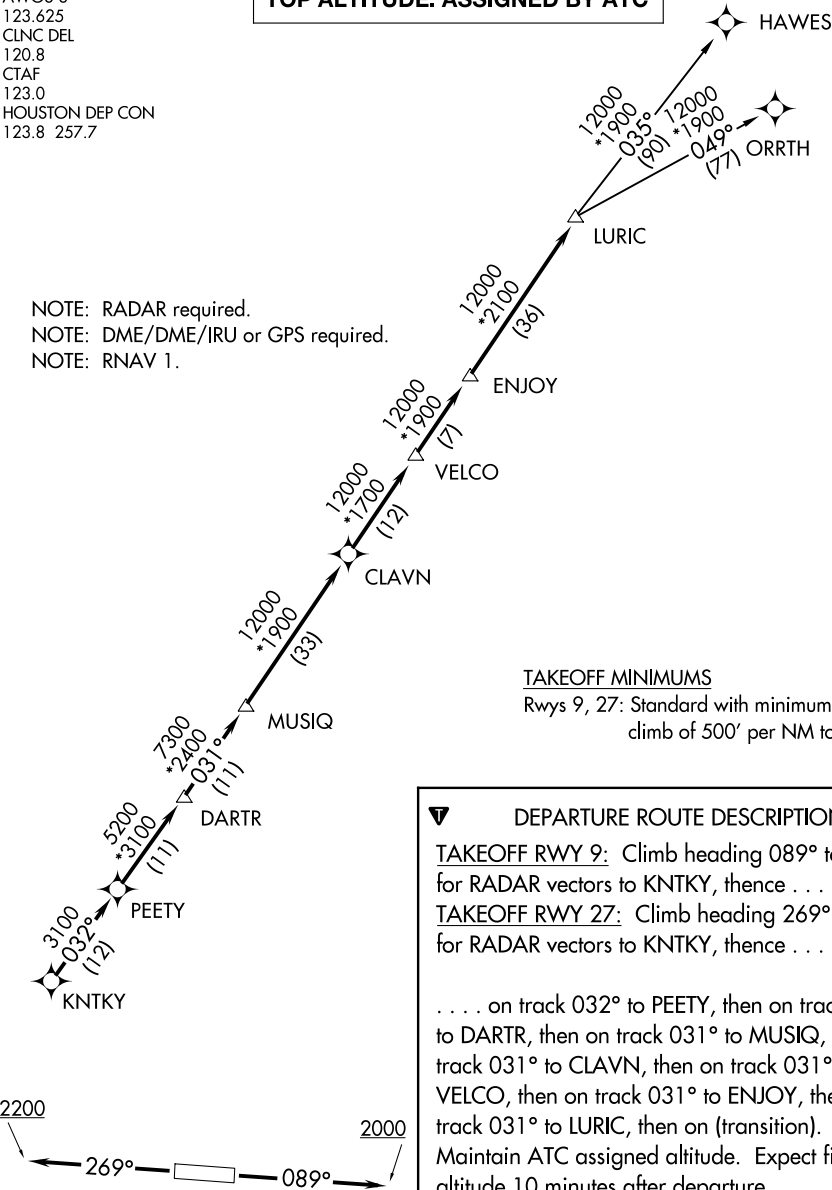 123.625
CLNC DEL
120.8
CTAF
123.0
HOUSTON DEP CON
123.8 257.7
TOP ALTITUDE: ASSIGNED BY ATC
HAWES
12000
*1900
035°
(90)
12000
*1900
049°
(77)
ORRTH
LURIC
NOTE: RADAR required.
NOTE: DME/DME/IRU or GPS required.
NOTE: RNAV 1.
12000
*2100
(36)
ENJOY
12000
*1900
(7)
VELCO
12000
*1700
(12)
CLAVN
12000
*1900
(33)
MUSIQ
7300
*2400
031°
(11)
DARTR
5200
*3100
(11)
PEETY
3100
032°
(12)
KNTKY
TAKEOFF MINIMUMS
Rwys 9, 27: Standard with minimum
climb of 500' per NM to
DEPARTURE ROUTE DESCRIPTION
TAKEOFF RWY 9: Climb heading 089° to
for RADAR vectors to KNTKY, thence . . .
TAKEOFF RWY 27: Climb heading 269°
for RADAR vectors to KNTKY, thence . . .
. . . . on track 032° to PEETY, then on
to DARTR, then on track 031° to MUSIQ,
track 031° to CLAVN, then on track 031°
VELCO, then on track 031° to ENJOY,
track 031° to LURIC, then on (transition).
Maintain ATC assigned altitude. Expect
altitude 10 minutes after departure
2200
269°
089°
2000